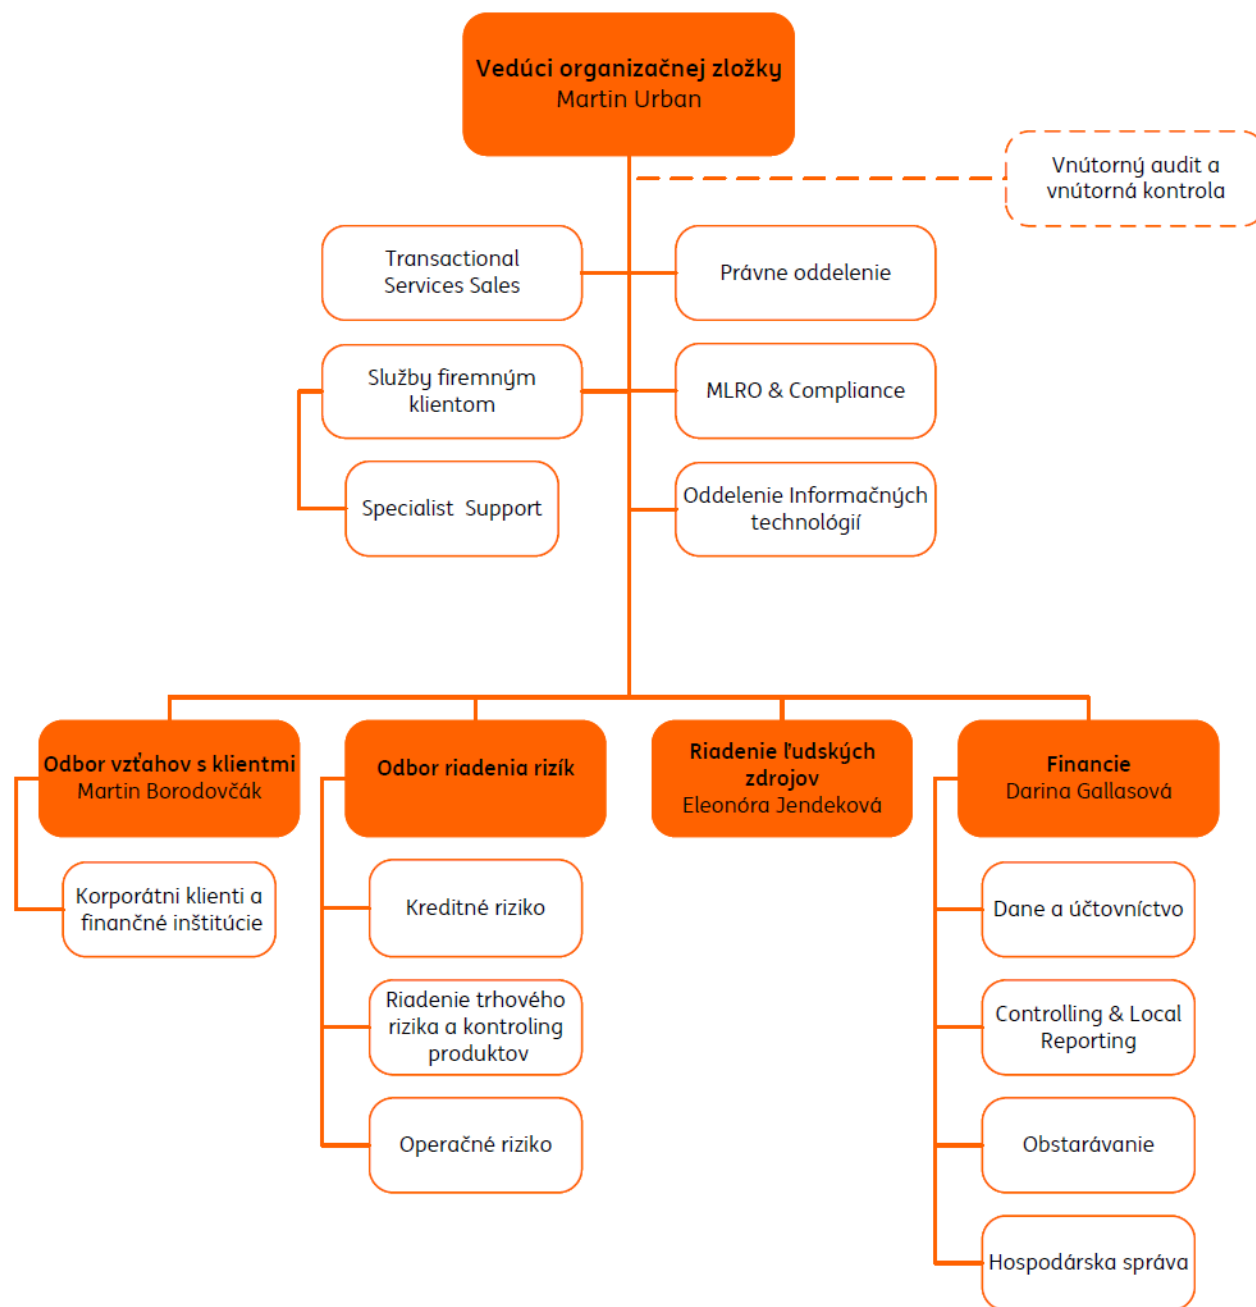 Vedúci organizačnej zložky
Martin Urban
Vnútorný audit a
vnútorná kontrola
Transactional
Services Sales
Právne oddelenie
Služby firemným
klientom
MLRO & Compliance
Specialist Support
Oddelenie Informačných
technológií
Odbor vzťahov s klientmi
Martin Borodovčák
Korporátni klienti a
finančné inštitúcie
Odbor riadenia rizík
Kreditné riziko
Riadenie trhového
rizika a kontroling
produktov
Operačné riziko
Riadenie ľudských
zdrojov
Eleonóra Jendeková
Financie
Darina Gallasová
Dane a účtovníctvo
Controlling & Local
Reporting
Obstarávanie
Hospodárska správa